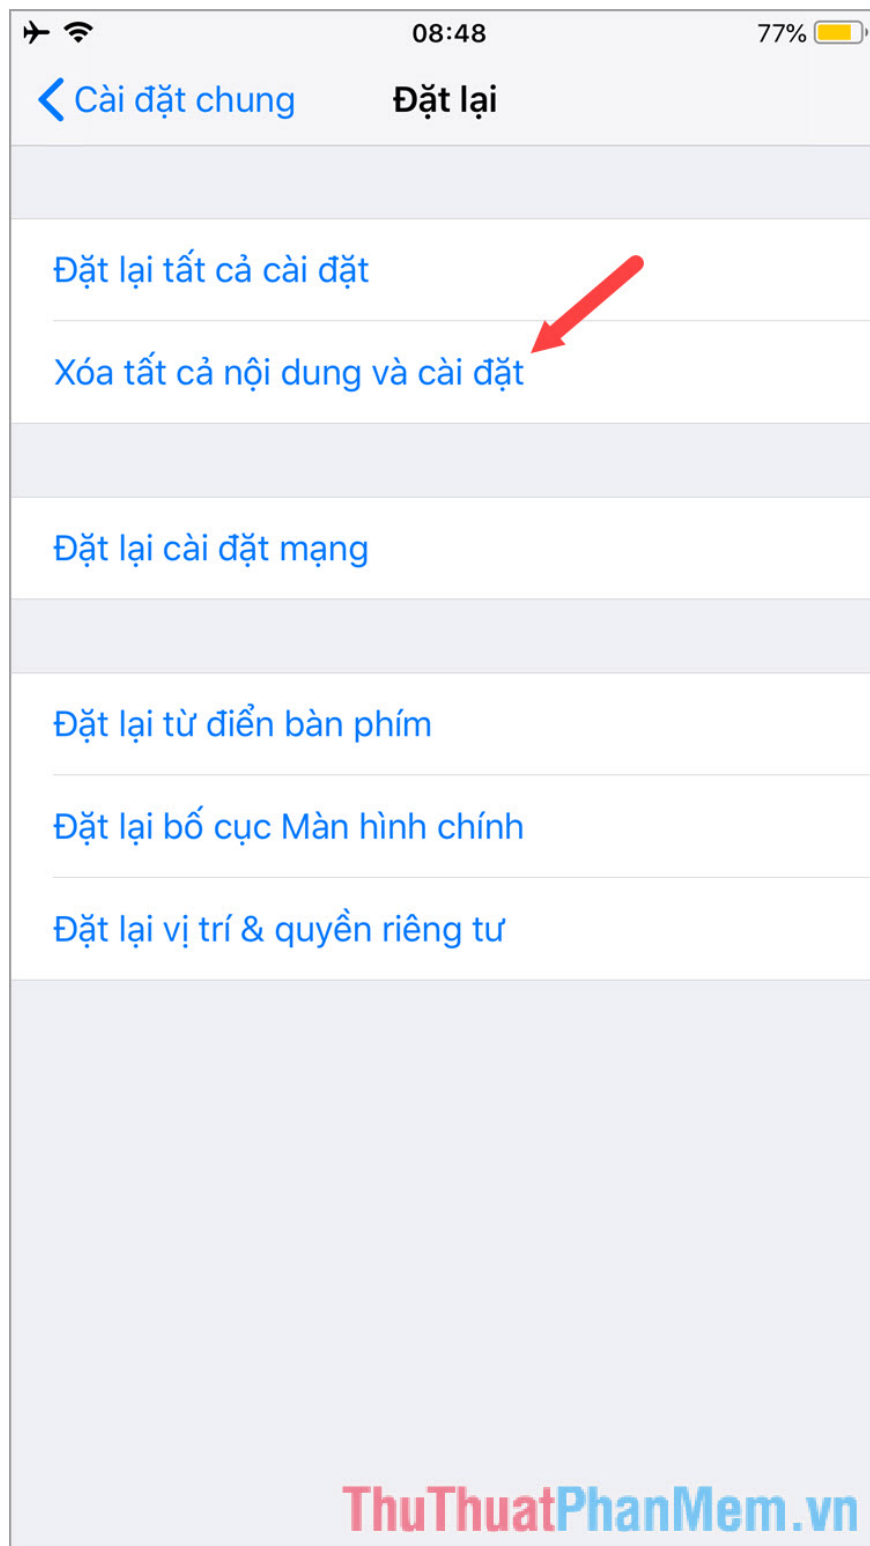 08:48
77%
Cài đặt chung
Đặt lại
Đặt lại tất cả cài đặt
Xóa tất cả nội dung và cài đặt
Đặt lại cài đặt mạng
Đặt lại từ điển bàn phím
Đặt lại bố cục Màn hình chính
Đặt lại vị trí & quyền riêng tư
ThuThuatPhanMem.vn